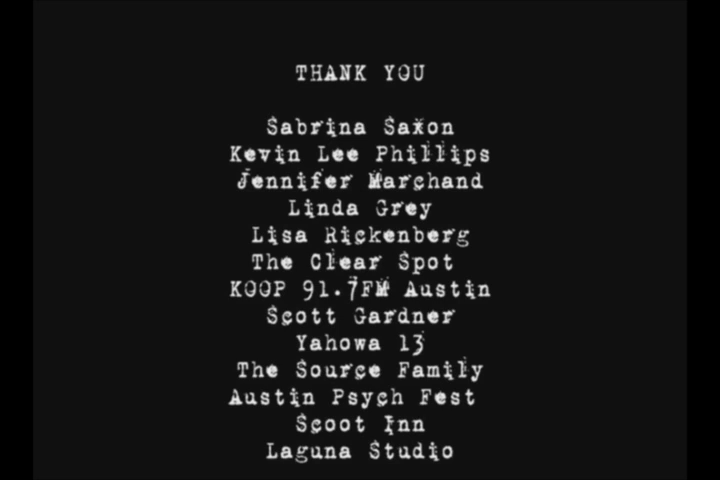 THANK YOU
Sabrina Saxon
Kevin Lee Phillips
Jennifer Marchand
Linda Grey
Lisa Rickenberg
The Clear Spot
KOOP 91.7FM Austin
Scott Gardner
Yahowa 13
The Source Family
Austin Psych Fest
Scoot Inn
Laguna Studio